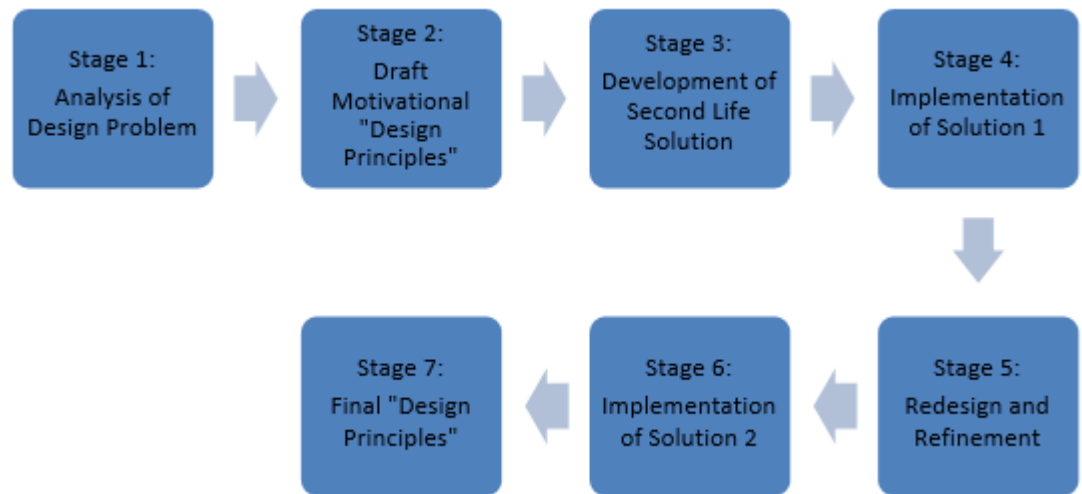 Stage 1:
Analysis of
Design Problem
Stage 2:
Draft
Motivational
"Design
Principles"
Stage 3:
Development of
Second Life
Solution
Stage 4:
Implementation
of Solution 1
Stage 5:
Redesign and
Refinement
Stage 6:
Implementation
of Solution 2
Stage 7:
Final "Design
Principles"